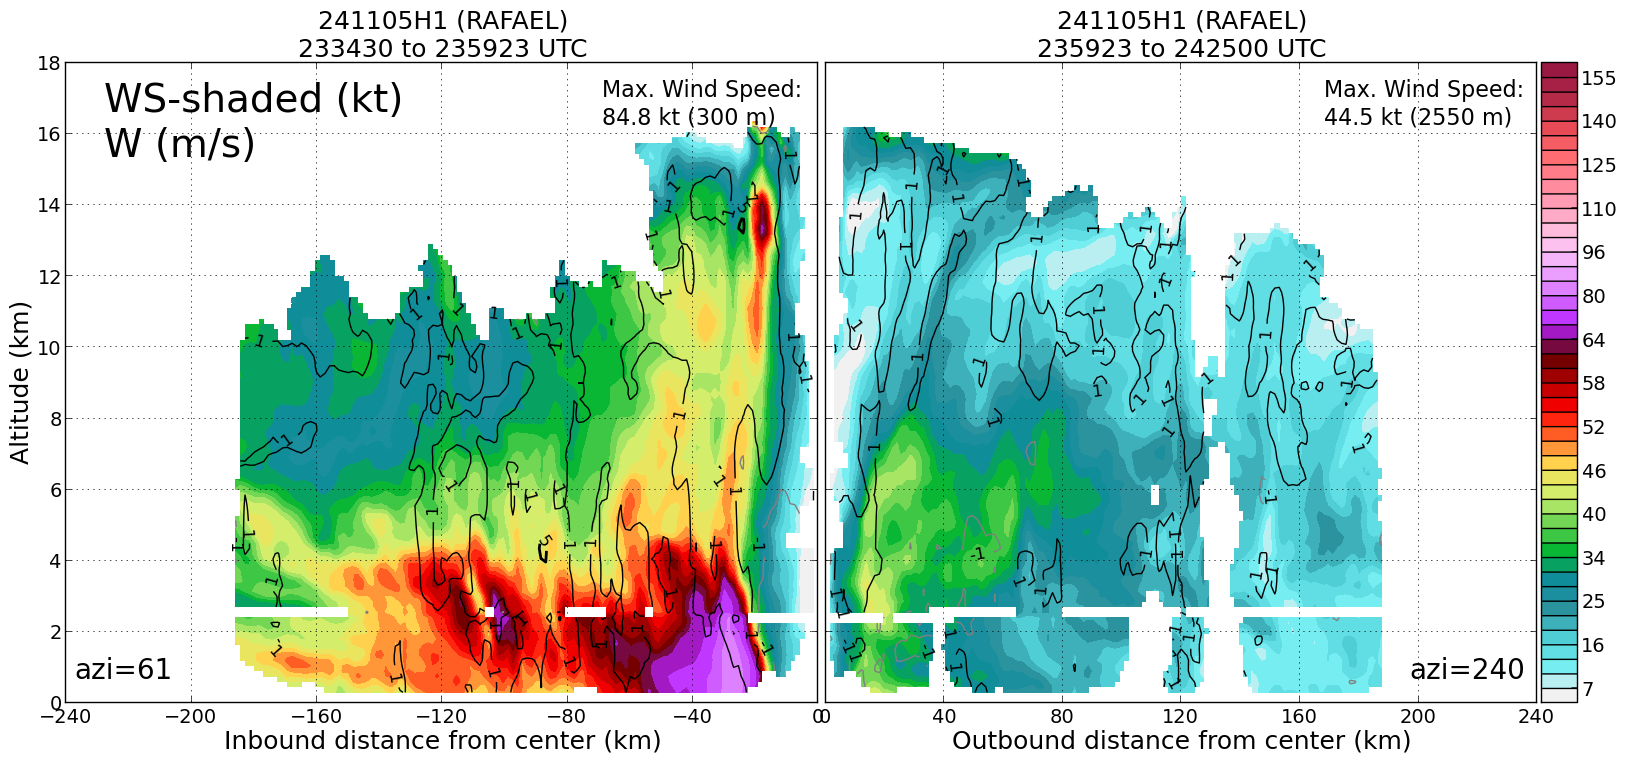 241105H1 (RAFAEL)
233430 to 235923 UTC
241105H1 (RAFAEL)
235923 to 242500 UTC
WS-shaded (kt)
W (m/s)
Max. Wind Speed:
84.8 kt (300 m)
Max. Wind Speed:
44.5 kt (2550 m)
18
16
14
12
10
8
6
4
2
0
Altitude (km)
azi=61
azi=240
−240
−200
−160
−120
−80
−40
0
0
40
80
120
160
200
240
Inbound distance from center (km)
Outbound distance from center (km)
155
140
125
110
96
80
64
58
52
46
40
34
25
16
7